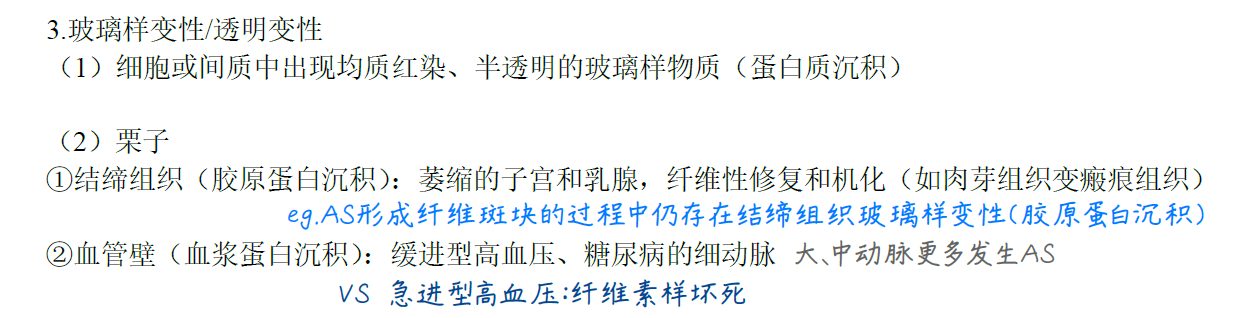 3.玻璃样变性/透明变性
（1）细胞或间质中出现均质红染、半透明的玻璃样物质（蛋白质沉积）
（2）栗子
①结缔组织（胶原蛋白沉积）：萎缩的子宫和乳腺，纤维性修复和机化（如肉芽组织变瘢痕组织）
eg.AS形成纤维斑块的过程中仍存在结缔组织玻璃样变性(胶原蛋白沉积)
②血管壁（血浆蛋白沉积）：缓进型高血压、糖尿病的细动脉 大、中动脉更多发生AS
VS 急进型高血压:纤维素样坏死